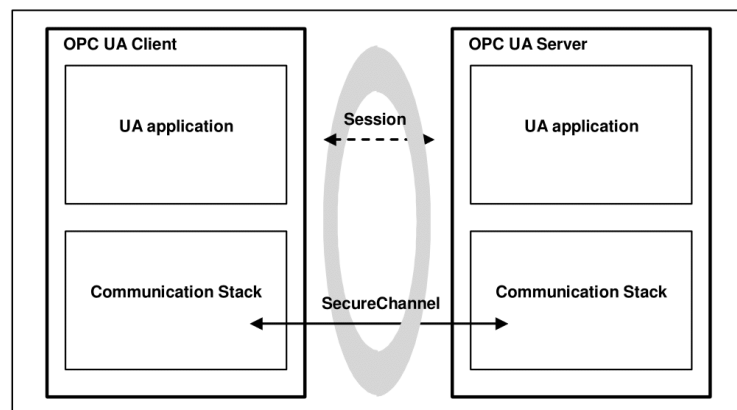 OPC UA Client
UA application
Communication Stack
Session
SecureChannel
OPC UA Server
UA application
Communication Stack